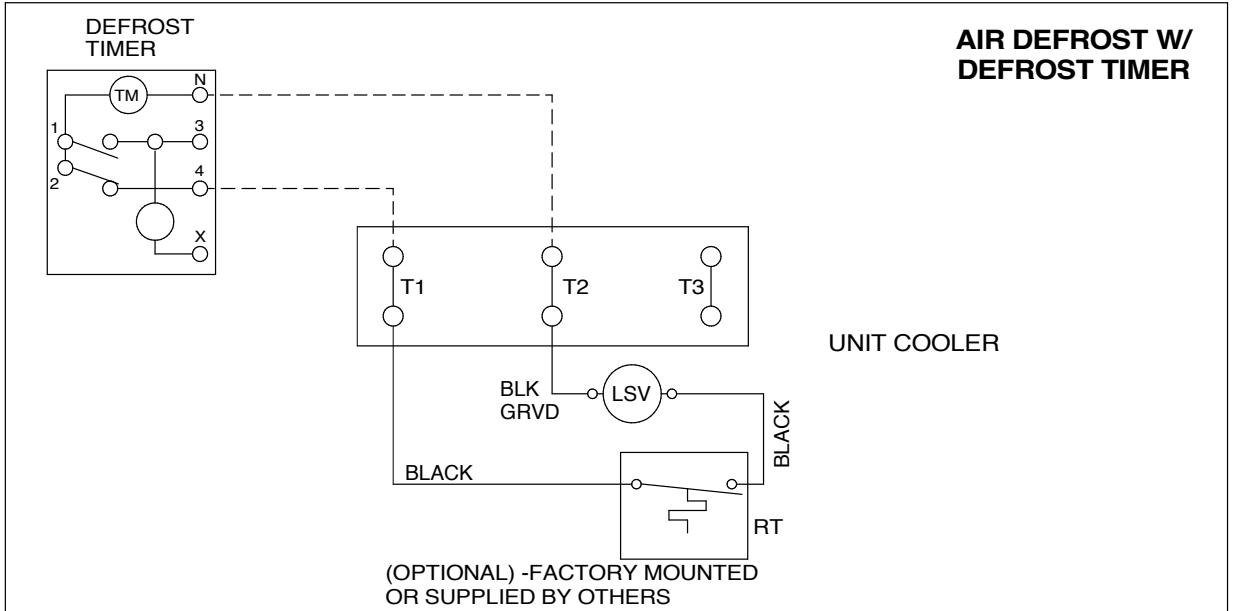 DEFROST
TIMER
AIR DEFROST W/
DEFROST TIMER
TM
N
1
3
2
4
X
T1
T2
T3
UNIT COOLER
BLK
GRVD
LSV
BLACK
BLACK
RT
(OPTIONAL) -FACTORY MOUNTED
OR SUPPLIED BY OTHERS